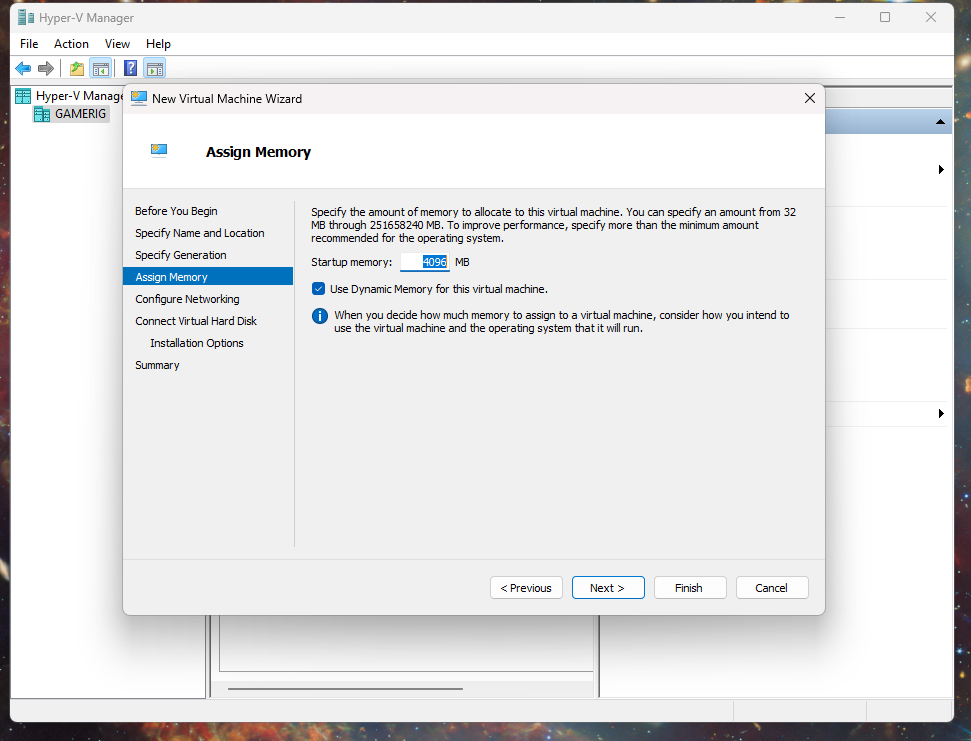 Hyper-V Manager
File Action View Help
Hyper-V Manage
GAMERIG
New Virtual Machine Wizard
Assign Memory
Before You Begin
Specify Name and Location
Specify Generation
Assign Memory
Configure Networking
Connect Virtual Hard Disk
Installation Options
Summary
Specify the amount of memory to allocate to this virtual machine. You can specify an amount from 32
MB through 251658240 MB. To improve performance, specify more than the minimum amount
recommended for the operating system.
Startup memory: 4096 MB
Use Dynamic Memory for this virtual machine.
When you decide how much memory to assign to a virtual machine, consider how you intend to
use the virtual machine and the operating system that it will run.
< Previous Next > Finish Cancel